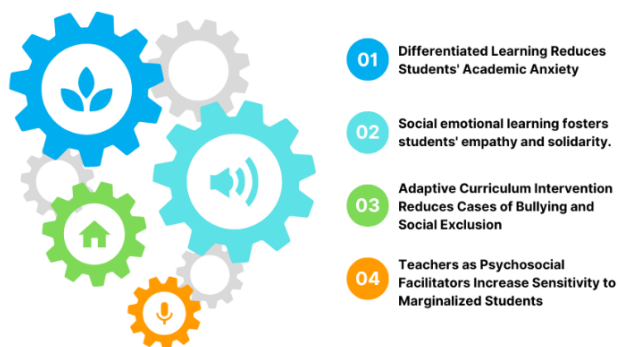 01
Differentiated Learning Reduces
Students' Academic Anxiety
02
Social emotional learning fosters
students' empathy and solidarity.
03
Adaptive Curriculum Intervention
Reduces Cases of Bullying and
Social Exclusion
04
Teachers as Psychosocial
Facilitators Increase Sensitivity to
Marginalized Students